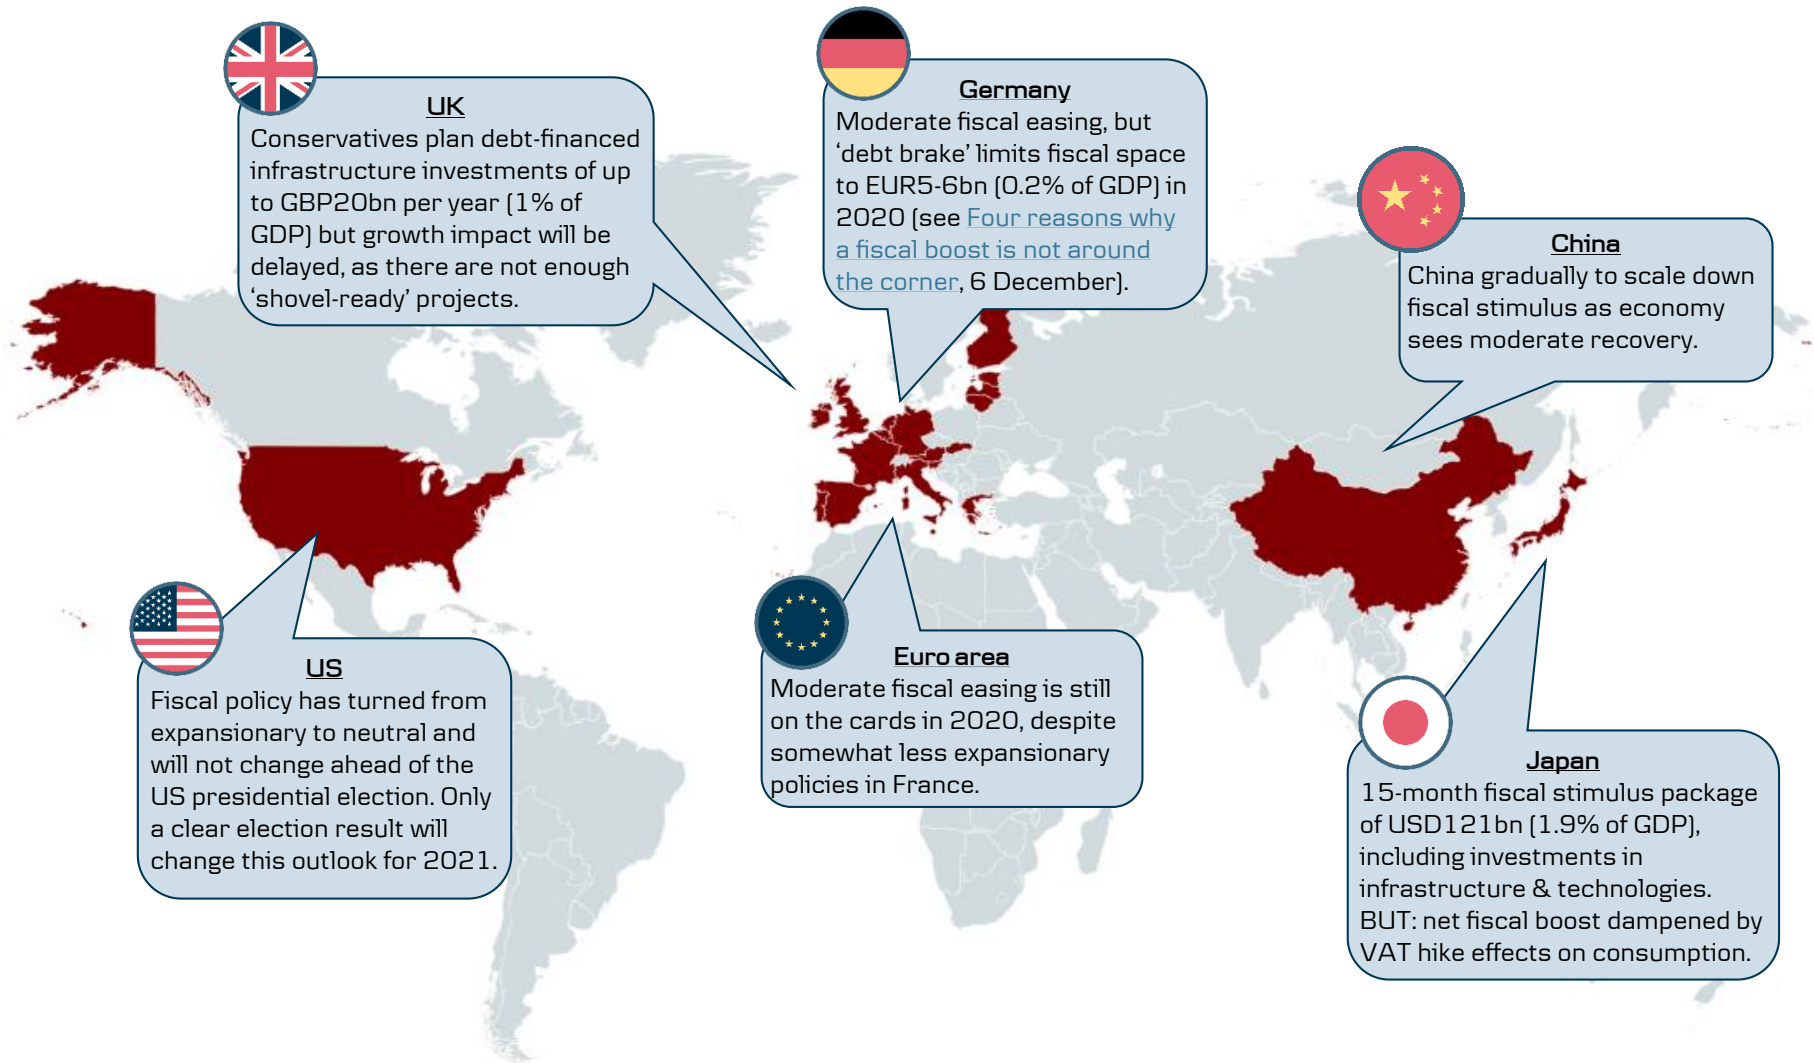 UK
Conservatives plan debt-financed
infrastructure investments of up
to GBP20bn per year (1% of
GDP) but growth impact will be
delayed, as there are not enough
‘shovel-ready’ projects.
Germany
Moderate fiscal easing, but
‘debt brake’ limits fiscal space
to EUR5-6bn (0.2% of GDP) in
2020 (see Four reasons why
a fiscal boost is not around
the corner, 6 December).
China
China gradually to scale down
fiscal stimulus as economy
sees moderate recovery.
US
Fiscal policy has turned from
expansionary to neutral and
will not change ahead of the
US presidential election. Only
a clear election result will
change this outlook for 2021.
Euro area
Moderate fiscal easing is still
on the cards in 2020, despite
somewhat less expansionary
policies in France.
Japan
15-month fiscal stimulus package
of USD121bn (1.9% of GDP),
including investments in
infrastructure & technologies.
BUT: net fiscal boost dampened by
VAT hike effects on consumption.